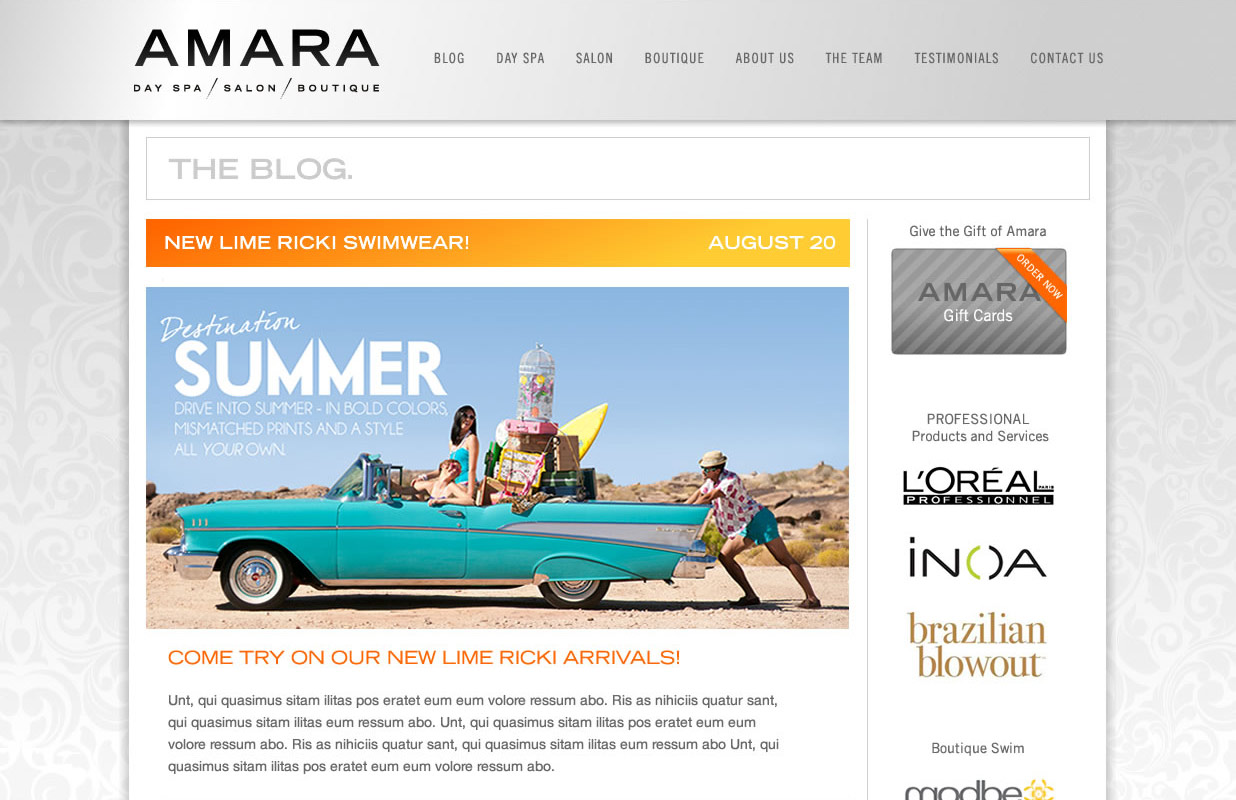 AMARA
DAY SPA / SALON / BOUTIQUE
BLOG DAY SPA SALON BOUTIQUE ABOUT US THE TEAM TESTIMONIALS CONTACT US
THE BLOG.
NEW LIME RICKI SWIMWEAR! AUGUST 20
Destination
SUMMER
DRIVE INTO SUMMER - IN BOLD COLORS,
MISMATCHED PRINTS AND A STYLE
ALL YOUR OWN.
COME TRY ON OUR NEW LIME RICKI ARRIVALS!
Unt, qui quasimus sitam ilitas pos eratet eum eum volore ressum abo. Ris as nihiciis quatur sant,
qui quasimus sitam ilitas eum ressum abo. Unt, qui quasimus sitam ilitas pos eratet eum eum
volore ressum abo. Ris as nihiciis quatur sant, qui quasimus sitam ilitas eum ressum abo Unt, qui
quasimus sitam ilitas pos eratet eum eum volore ressum abo.
Give the Gift of Amara
ORDER NOW
AMARA
Gift Cards
PROFESSIONAL
Products and Services
L'ORÉAL
PARIS
PROFESSIONNEL
iNOA
brazilian
blowout
Boutique Swim
modbe